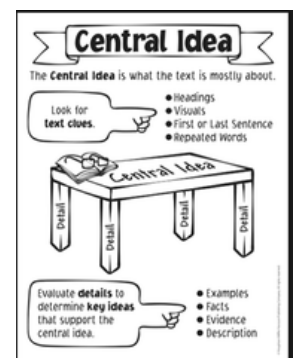 Central Idea
The Central Idea is what the text is mostly about.
Look for
text clues.
● Headings
● Visuals
● First or Last Sentence
● Repeated Words
Central Idea
Detail
Detail
Detail
Detail
Evaluate details to
determine key ideas
that support the
central idea.
● Examples
● Facts
● Evidence
● Description